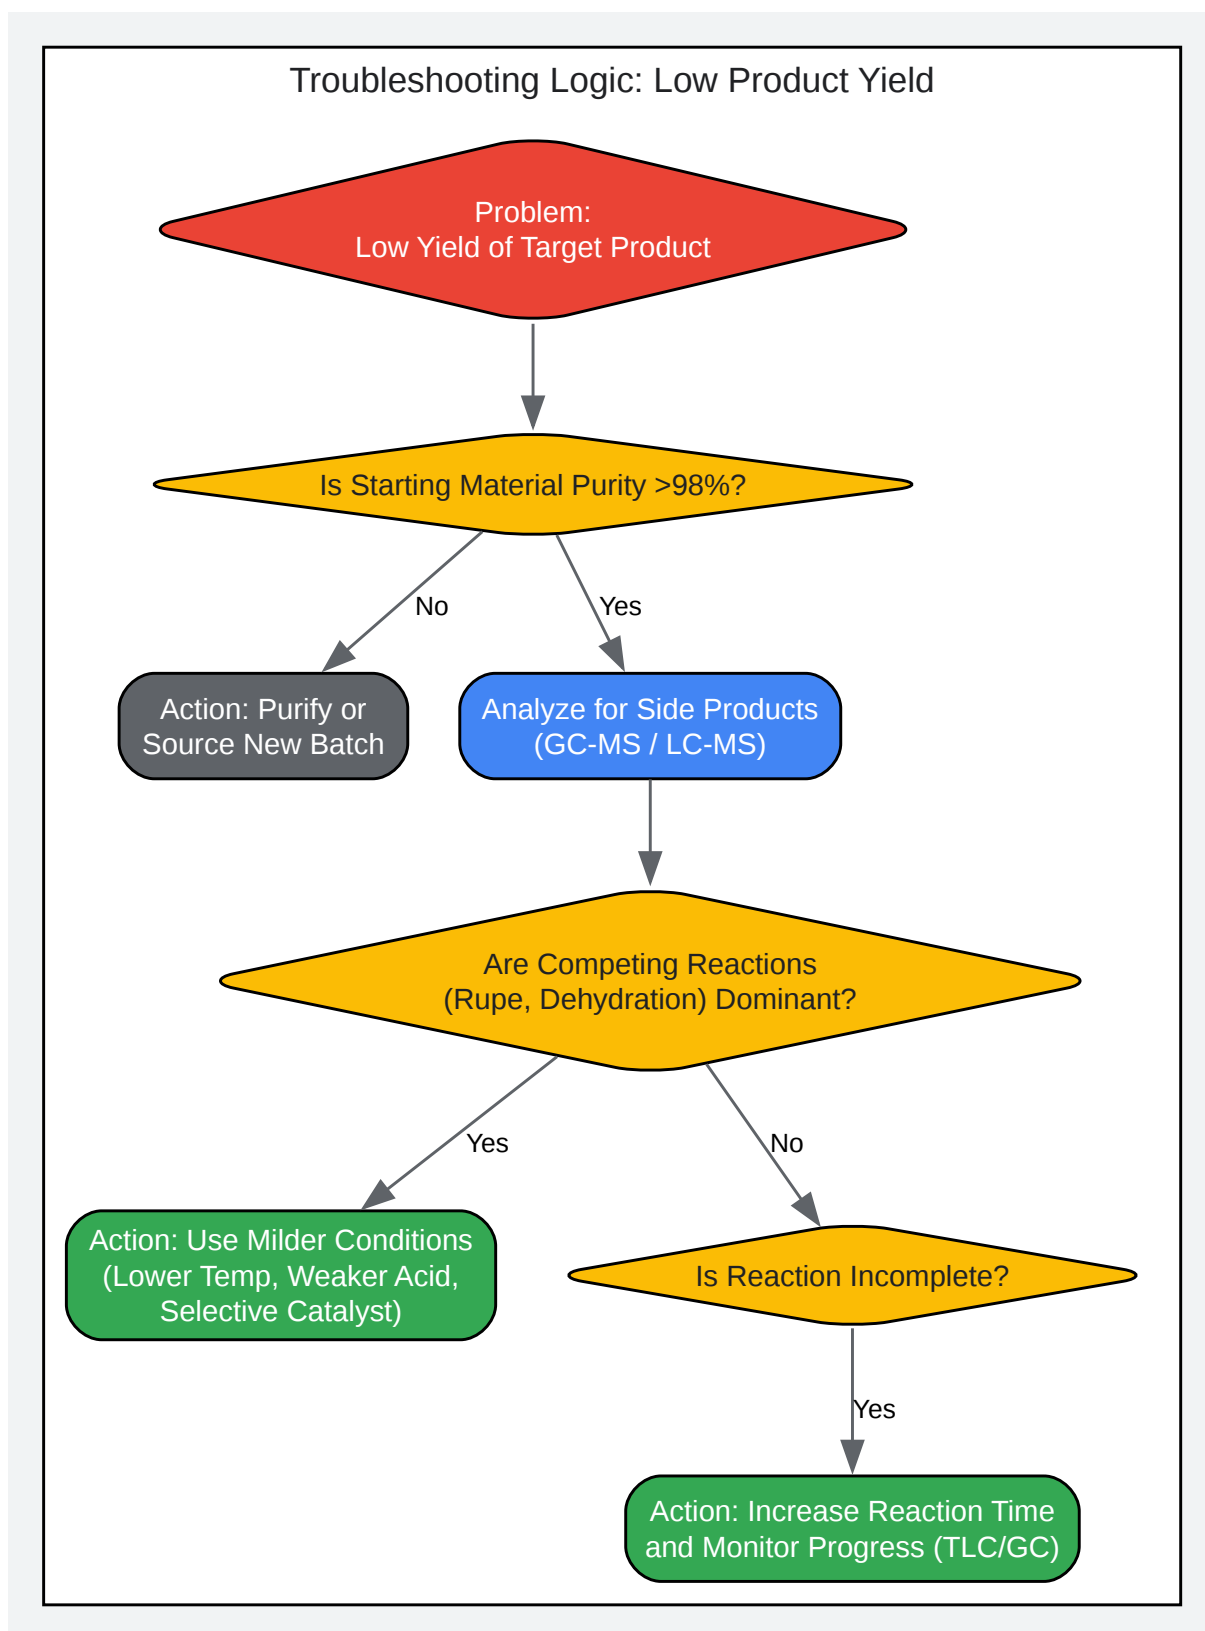 Troubleshooting Logic: Low Product Yield
Problem:
Low Yield of Target Product
Is Starting Material Purity >98%?
No
Yes
Action: Purify or
Source New Batch
Analyze for Side Products
(GC-MS / LC-MS)
Are Competing Reactions
(Rupe, Dehydration) Dominant?
Yes
No
Action: Use Milder Conditions
(Lower Temp, Weaker Acid,
Selective Catalyst)
Is Reaction Incomplete?
Yes
Action: Increase Reaction Time
and Monitor Progress (TLC/GC)